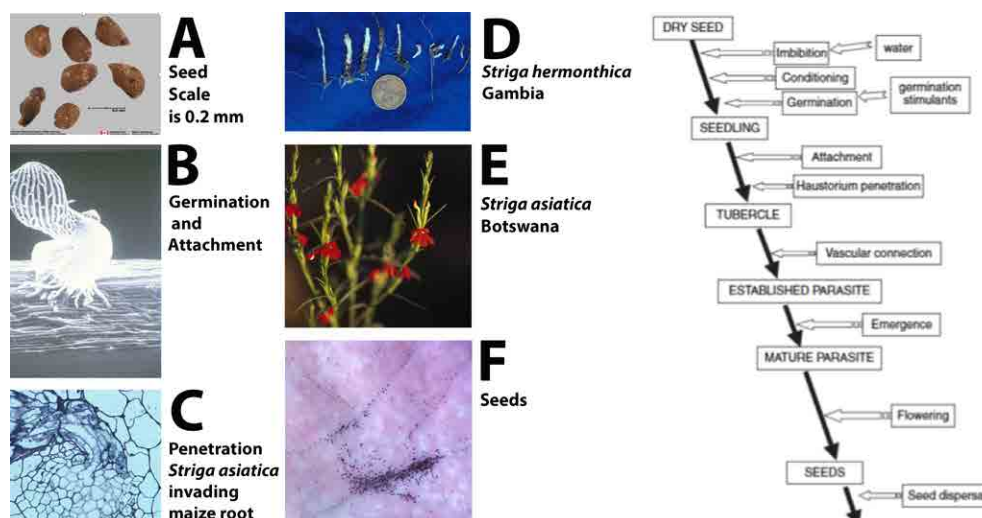 A
Seed
Scale
is 0.2 mm
B
Germination
and
Attachment
C
Penetration
Striga asiatica
invading
maize root
D
Striga hermonthica
Gambia
E
Striga asiatica
Botswana
F
Seeds
DRY SEED
Imbibition
water
Conditioning
Germination
germination
stimulants
SEEDLING
Attachment
Haustorium penetration
TUBERCLE
Vascular connection
ESTABLISHED PARASITE
Emergence
MATURE PARASITE
Flowering
SEEDS
Seed dispersa